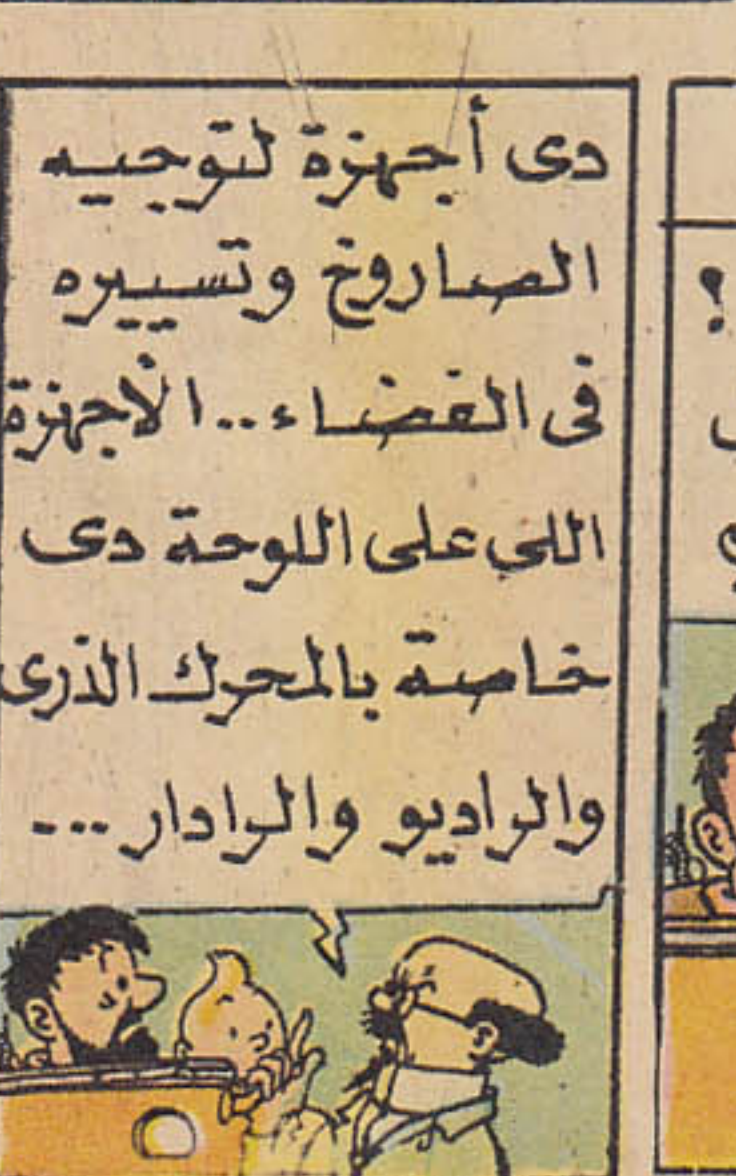 دى أجهزة لتوجيه
الصاروخ وتسييره
فى الفضاء .. الأجهزة
اللى على اللوحة دى
خاصة بالمحرك الذرى
والراديو والرادار ...
؟